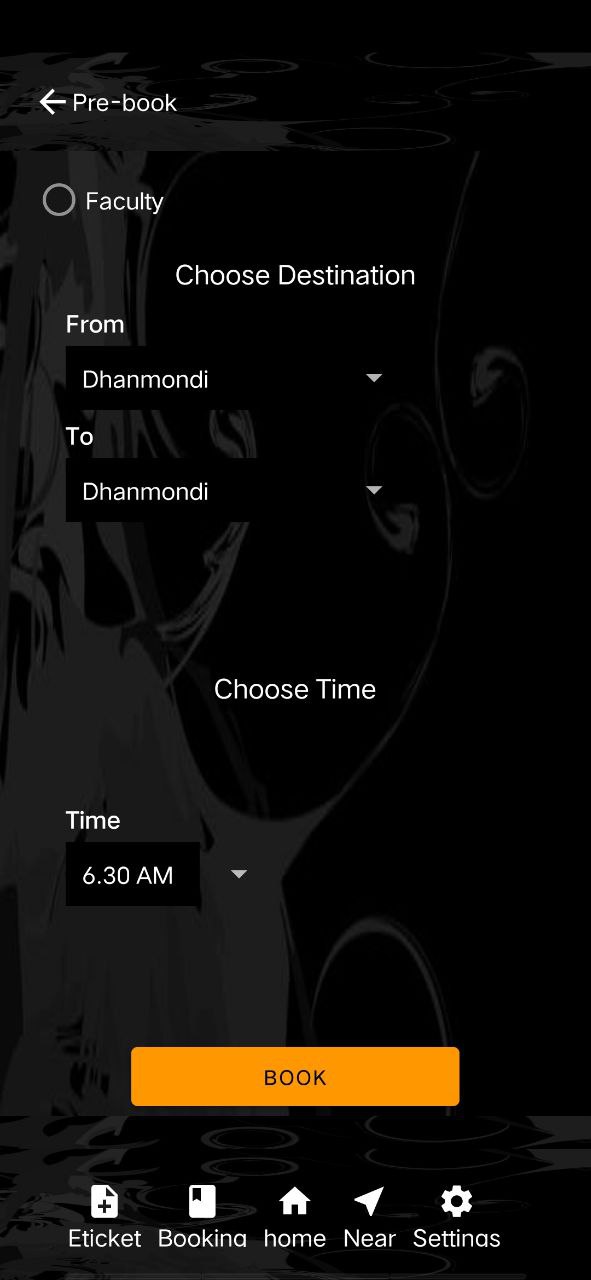 Pre-book
Faculty
Choose Destination
From
Dhanmondi
To
Dhanmondi
Choose Time
Time
6.30 AM
BOOK
Eticket Booking home Near Settings